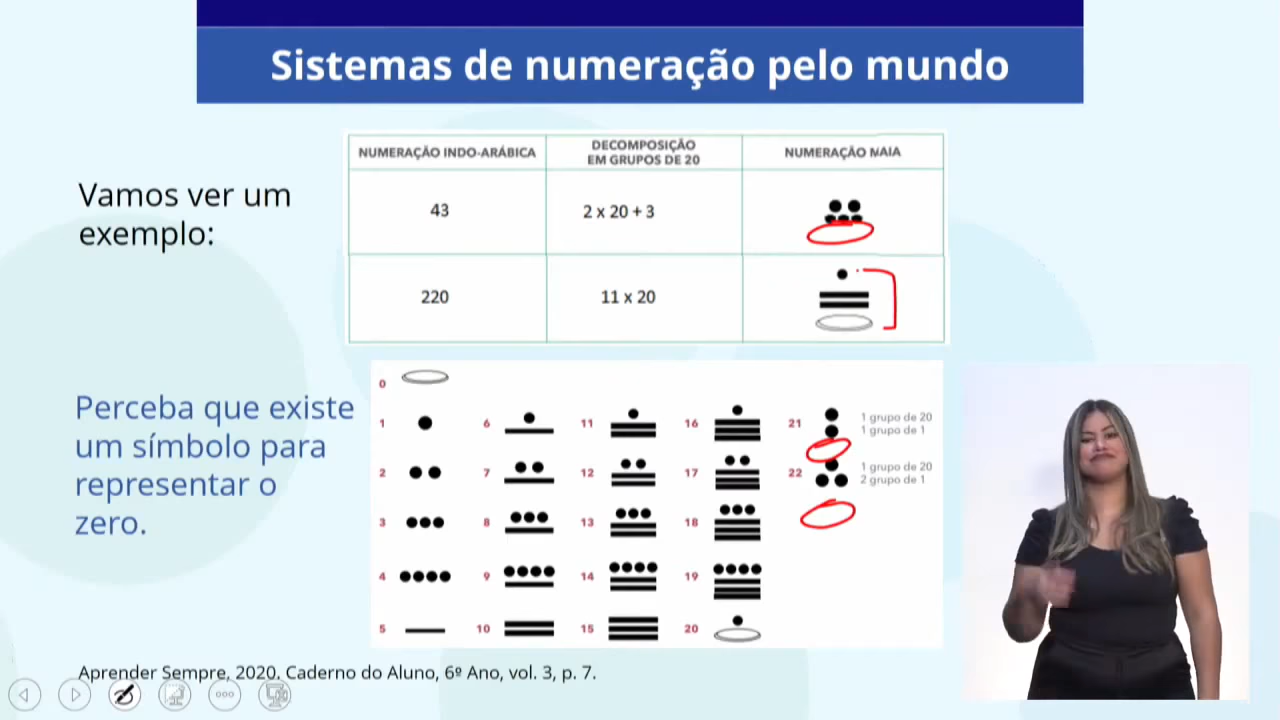 Sistemas de numeração pelo mundo
Vamos ver um
exemplo:
NUMERAÇÃO INDO-ARÁBICA
DECOMPOSIÇÃO
EM GRUPOS DE 20
NUMERAÇÃO MAIA
43
2 x 20 + 3
220
11 x 20
Perceba que existe
um símbolo para
representar o
zero.
0
1 6 11 16 21 1 grupo de 20
1 grupo de 1
2 7 12 17 22 1 grupo de 20
2 grupo de 1
3 8 13 18
4 9 14 19
5 10 15 20
Aprender Sempre, 2020. Caderno do Aluno, 6º Ano, vol. 3, p. 7.